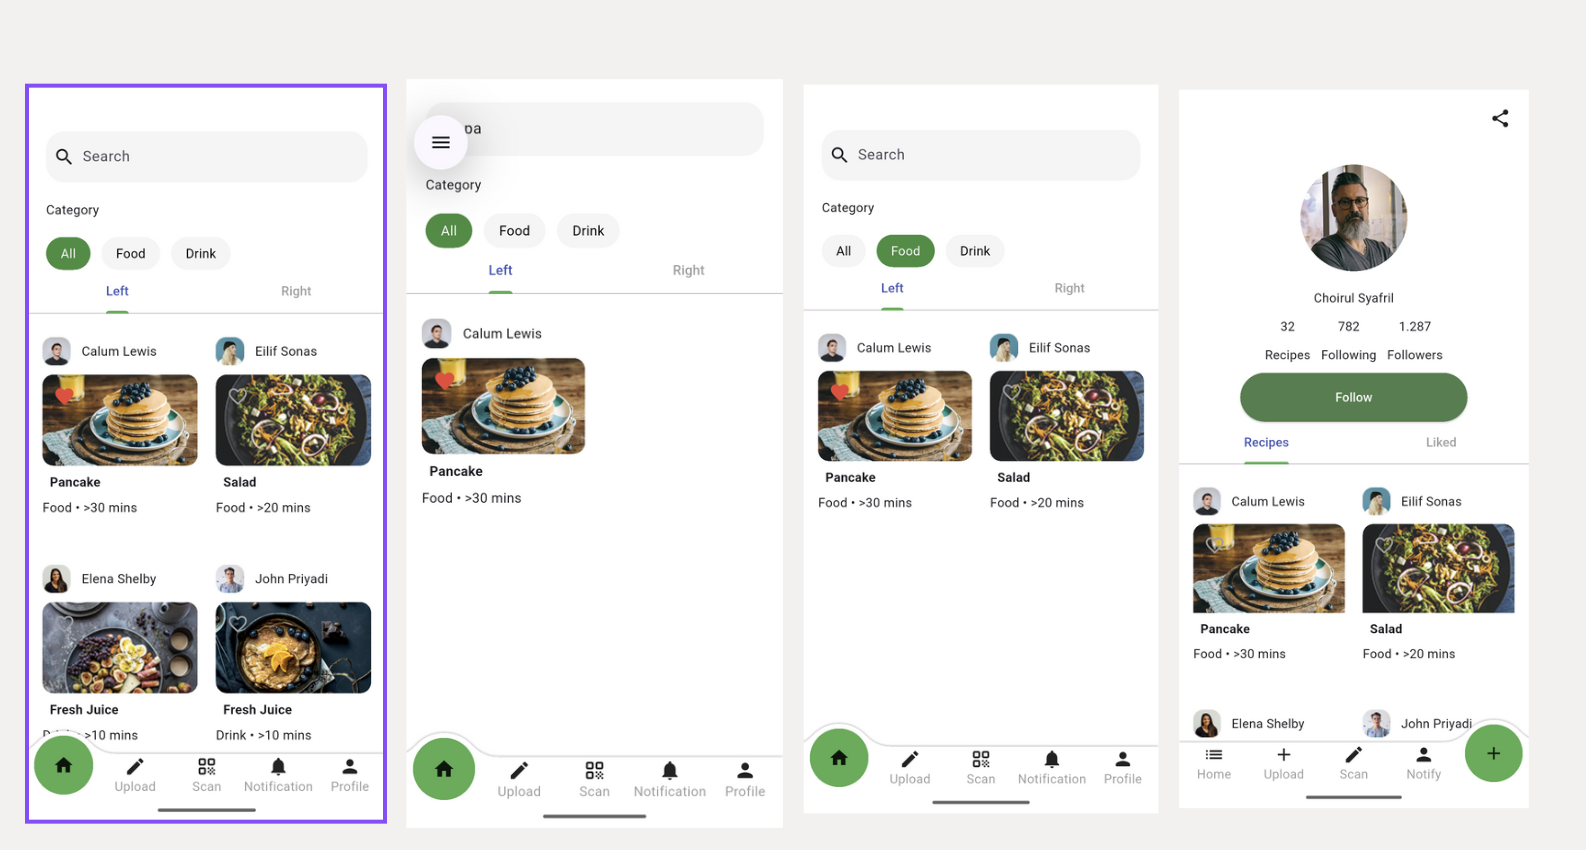 Search
Category
All Food Drink
Left Right
Calum Lewis Eilif Sonas
Pancake Salad
Food • >30 mins Food • >20 mins
Elena Shelby John Priyadi
Fresh Juice Fresh Juice
>10 mins Drink • >10 mins
Upload Scan Notification Profile
pa
Category
All Food Drink
Left Right
Calum Lewis
Pancake
Food • >30 mins
Upload Scan Notification Profile
Search
Category
All Food Drink
Left Right
Calum Lewis Eilif Sonas
Pancake Salad
Food • >30 mins Food • >20 mins
Upload Scan Notification Profile
Choirul Syafril
32 782 1.287
Recipes Following Followers
Follow
Recipes Liked
Calum Lewis Eilif Sonas
Pancake Salad
Food • >30 mins Food • >20 mins
Elena Shelby John Priyadi
Home Upload Scan Notify